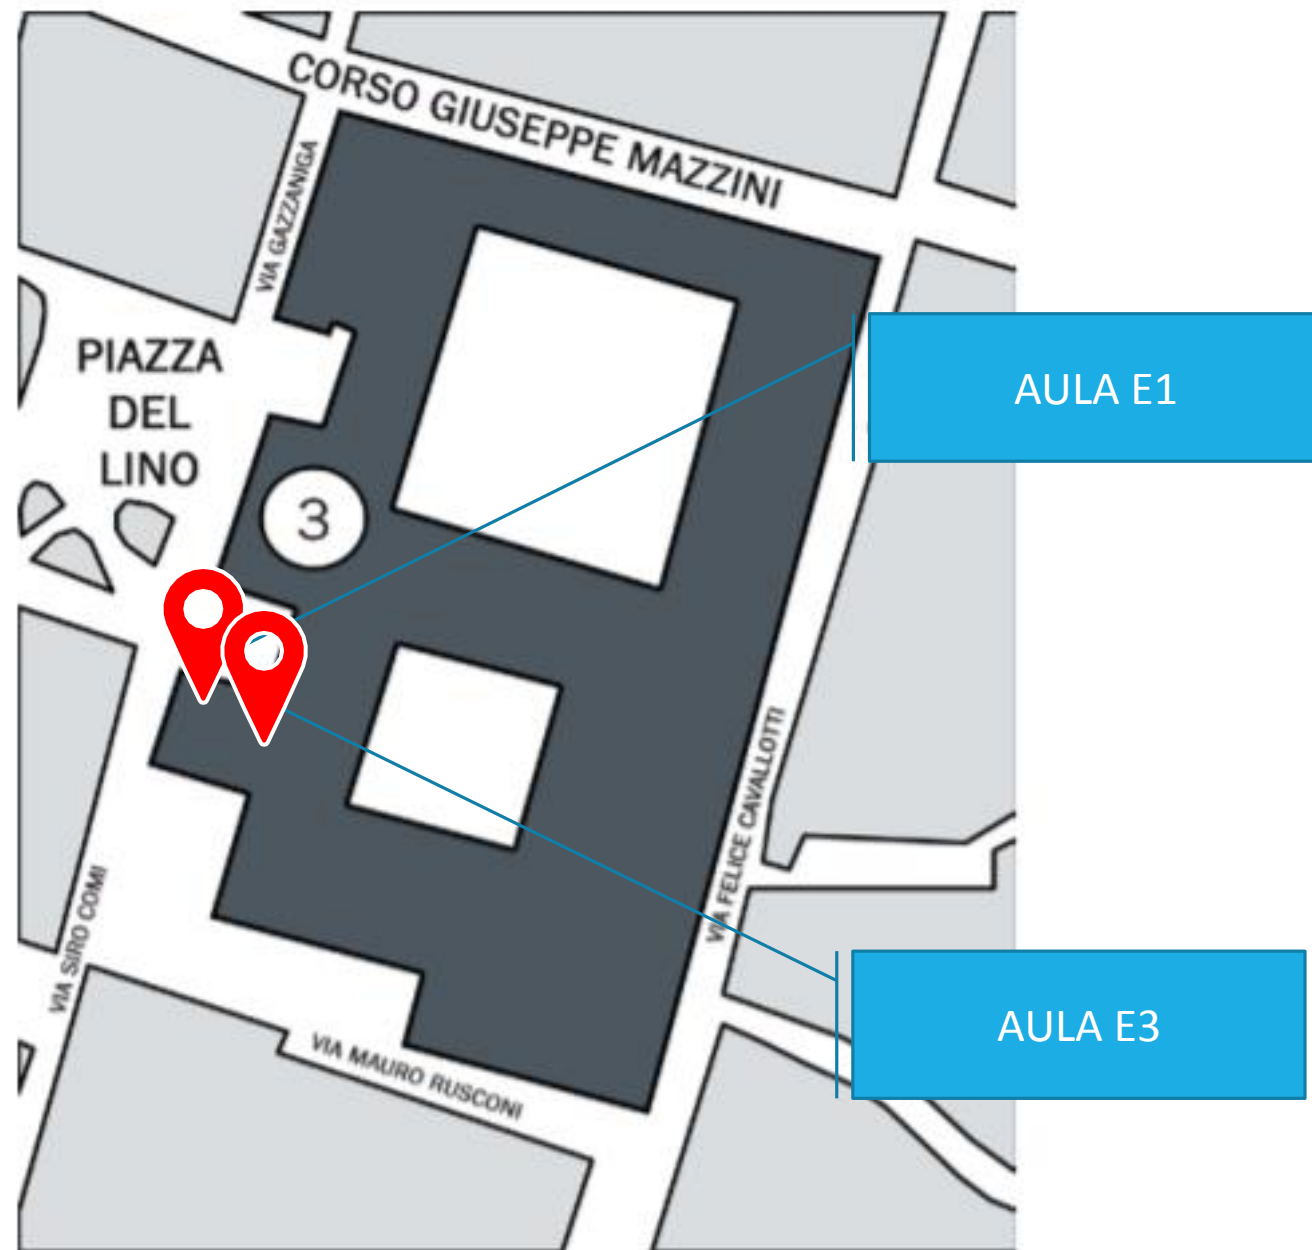 CORSO GIUSEPPE MAZZINI
VIA GAZZANIGA
PIAZZA
DEL
LINO
AULA E1
3
VIA FELICE CAVALLOTTI
VIA SIRO COMI
AULA E3
VIA MAURO RUSCONI